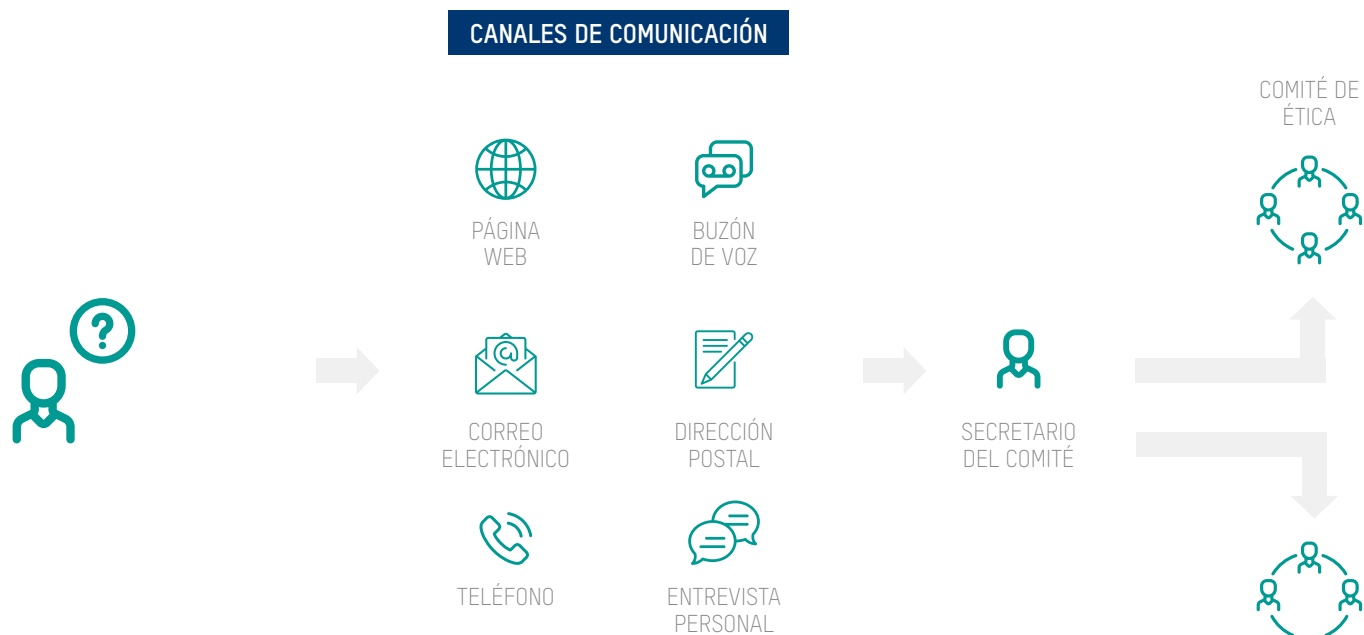 CANALES DE COMUNICACIÓN
COMITÉ DE
ÉTICA
PÁGINA
WEB
BUZÓN
DE VOZ
?
@
CORREO
ELECTRÓNICO
DIRECCIÓN
POSTAL
SECRETARIO
DEL COMITÉ
TELÉFONO
ENTREVISTA
PERSONAL